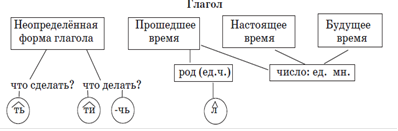 Глагол
Неопределённая форма глагола
Прошедшее время
Настоящее время
Будущее время
род (ед.ч.)
число: ед. мн.
что сделать? что делать?
ть ти -чь л